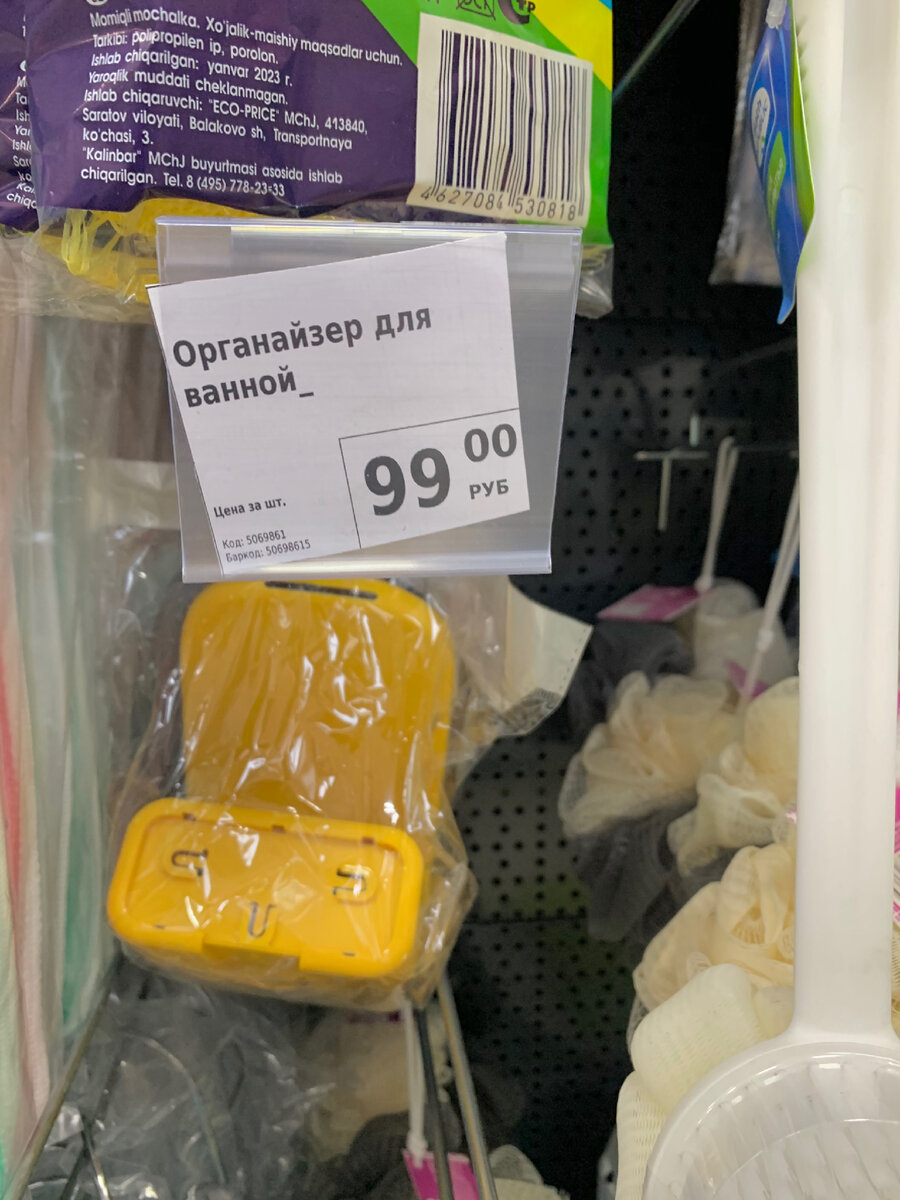 Momiqli mochalka. Xo'jalik-maishiy maqsadlar uchun.
Tarkibi: polipropilen ip, porolon.
Ishlab chiqarilgan: yanvar 2023 г.
Yaroqlik muddati cheklanmagan.
Ishlab chiqaruvchi: "ECO-PRICE" MChJ, 413840,
Saratov viloyati, Balakovo sh, Transportnaya
ko'chasi, 3.
"Kalinbar" MChJ buyurtmasi asosida ishlab
chiqarilgan. Tel. 8 (495) 778-23-33
4627084 530818
Органайзер для
ванной_
99 00
РУБ
Цена за шт.
Код: 5069861
Баркод: 50698615